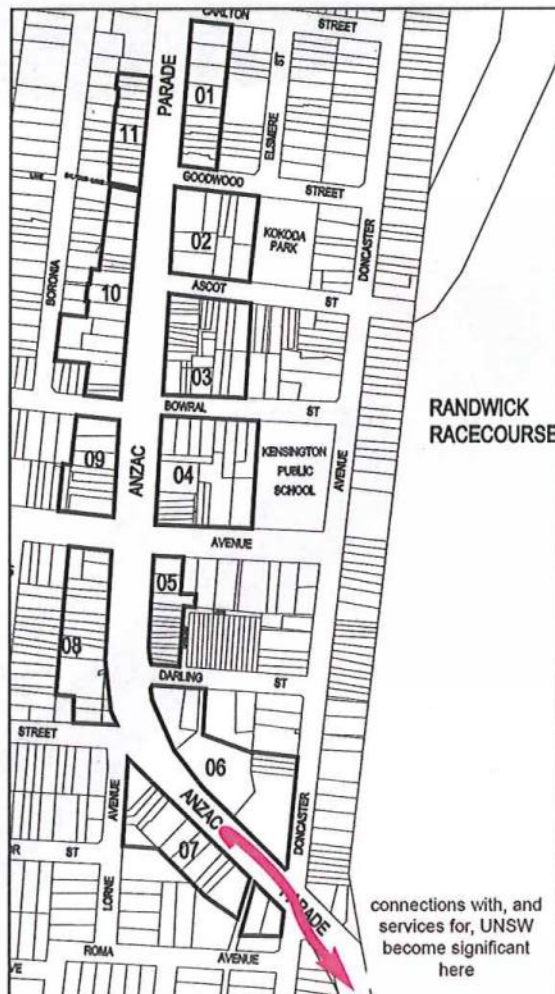 CARLTON
STREET
PARADE
01
ELSMERE
ST
11
GOODWOOD
STREET
02
KOKODA
PARK
DONCASTER
BORONIA
10
ASCOT
ST
03
BOWRAL
ST
RANDWICK
RACECOURSE
09
ANZAC
04
KENSINGTON
PUBLIC
SCHOOL
AVENUE
AVENUE
05
08
DARLING
ST
STREET
06
AVENUE
ANZAC
DONCASTER
ST
07
LORNE
PARADE
connections with, and
services for, UNSW
become significant
here
ROMA
AVENUE